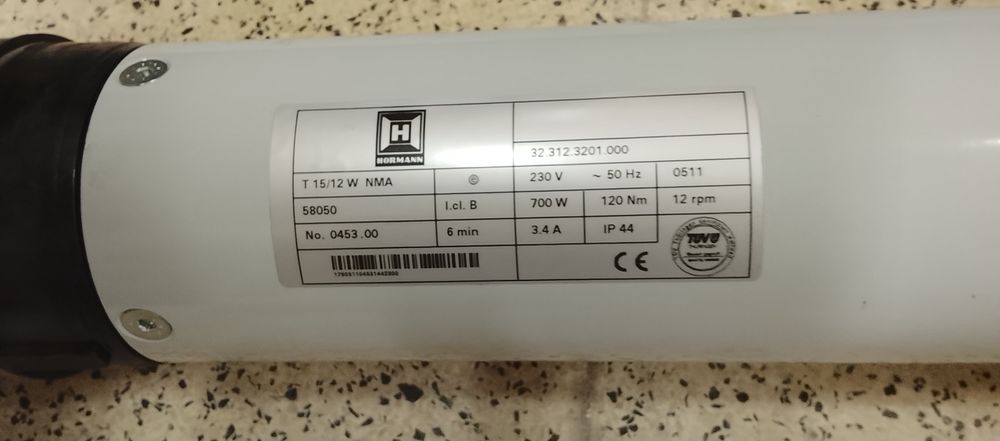 H
HÖRMANN
32.312.3201.000
T 15/12 W NMA © 230 V ~ 50 Hz 0511
58050 I.cl. B 700 W 120 Nm 12 rpm
No. 0453.00 6 min 3.4 A IP 44
CE
TÜV